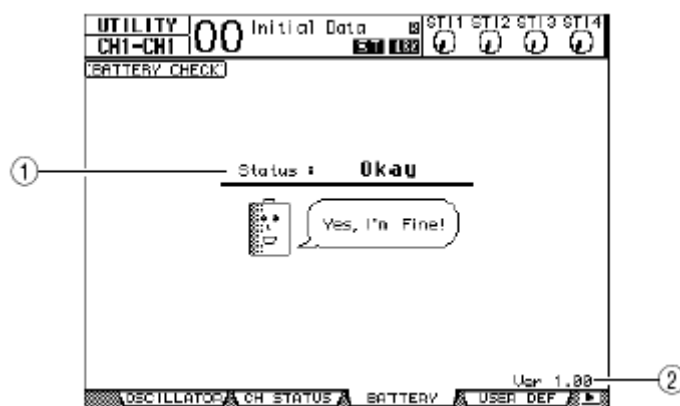 UTILITY
CH1-CH1
00 Initial Data
ST1 ST2 ST3 ST4
BATTERY CHECK
1
Status : Okay
Yes, I'm Fine!
Ver 1.00
2
OSCILLATOR CH STATUS BATTERY USER DEF